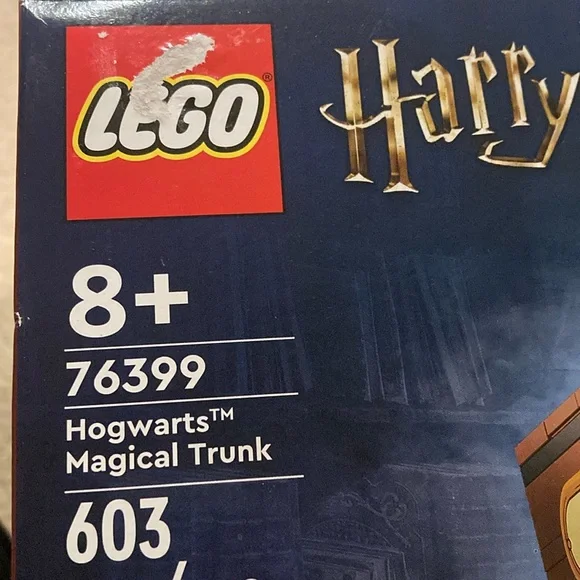 LEGO®
Harry
8+
76399
Hogwarts™
Magical Trunk
603